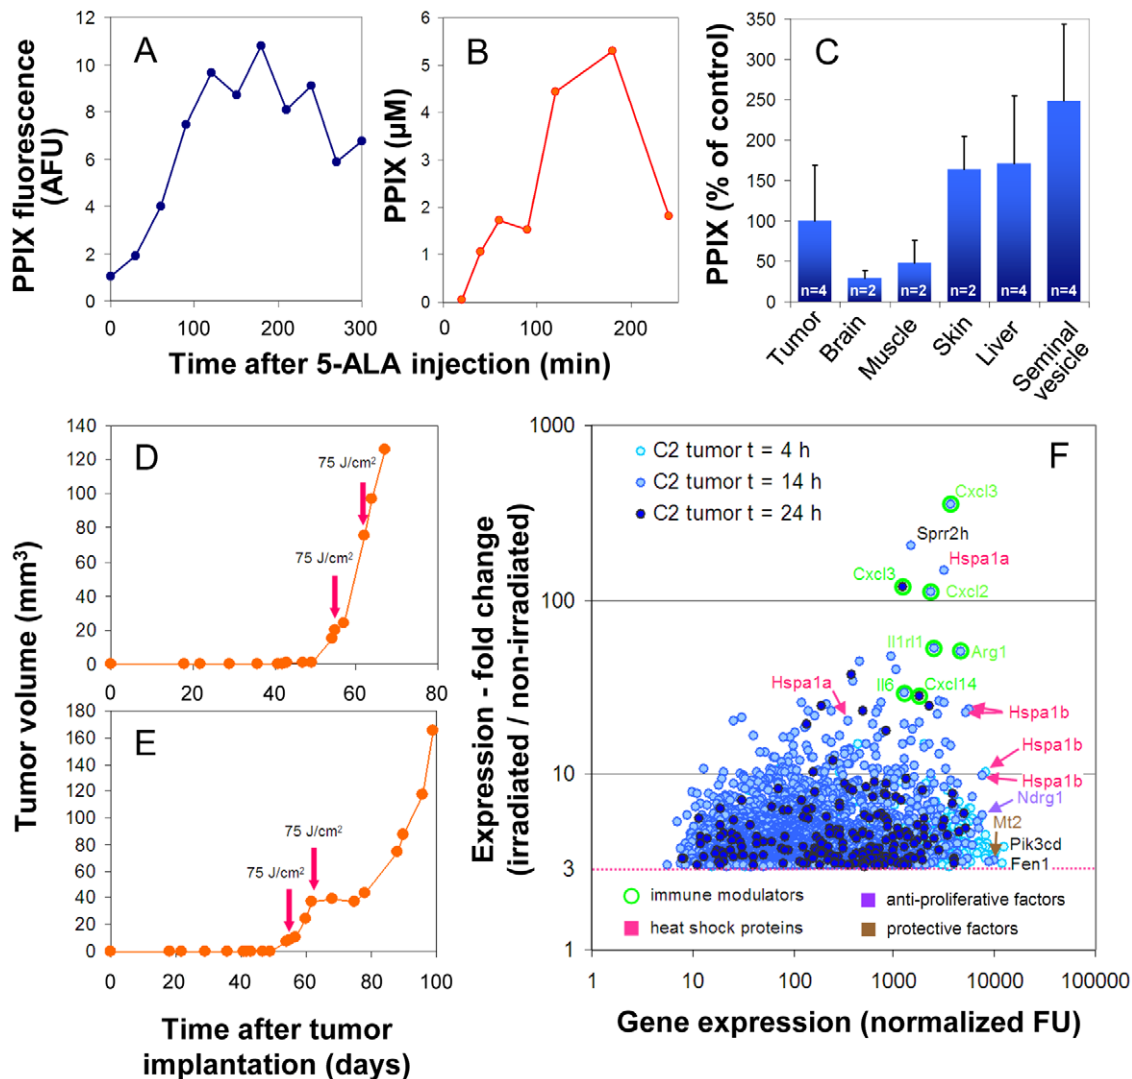 A
PPIX fluorescence
(AFU)
12
10
8
6
4
2
0
0
100
200
300
B
PPIX (µM)
6
5
4
3
2
1
0
0
100
200
Time after 5-ALA injection (min)
C
PPIX (% of control)
350
300
250
200
150
100
50
0
n=4
n=2
n=2
n=2
n=4
n=4
Tumor
Brain
Muscle
Skin
Liver
Seminal
vesicle
D
140
120
100
80
60
40
20
0
75 J/cm²
75 J/cm²
0
20
40
60
80
Tumor volume (mm³)
E
200
160
120
80
40
0
75 J/cm²
75 J/cm²
0
20
40
60
80
100
Time after tumor
implantation (days)
F
Expression - fold change
(irradiated / non-irradiated)
1000
100
10
3
1
C2 tumor t = 4 h
C2 tumor t = 14 h
C2 tumor t = 24 h
Cxcl3
Sprr2h
Hspa1a
Cxcl3
Cxcl2
Il1rl1
Arg1
Hspa1a
Il6
Cxcl14
Hspa1b
Hspa1b
Hspa1b
Ndrg1
Mt2
Pik3cd
Fen1
immune modulators
anti-proliferative factors
heat shock proteins
protective factors
1
10
100
1000
10000
100000
Gene expression (normalized FU)